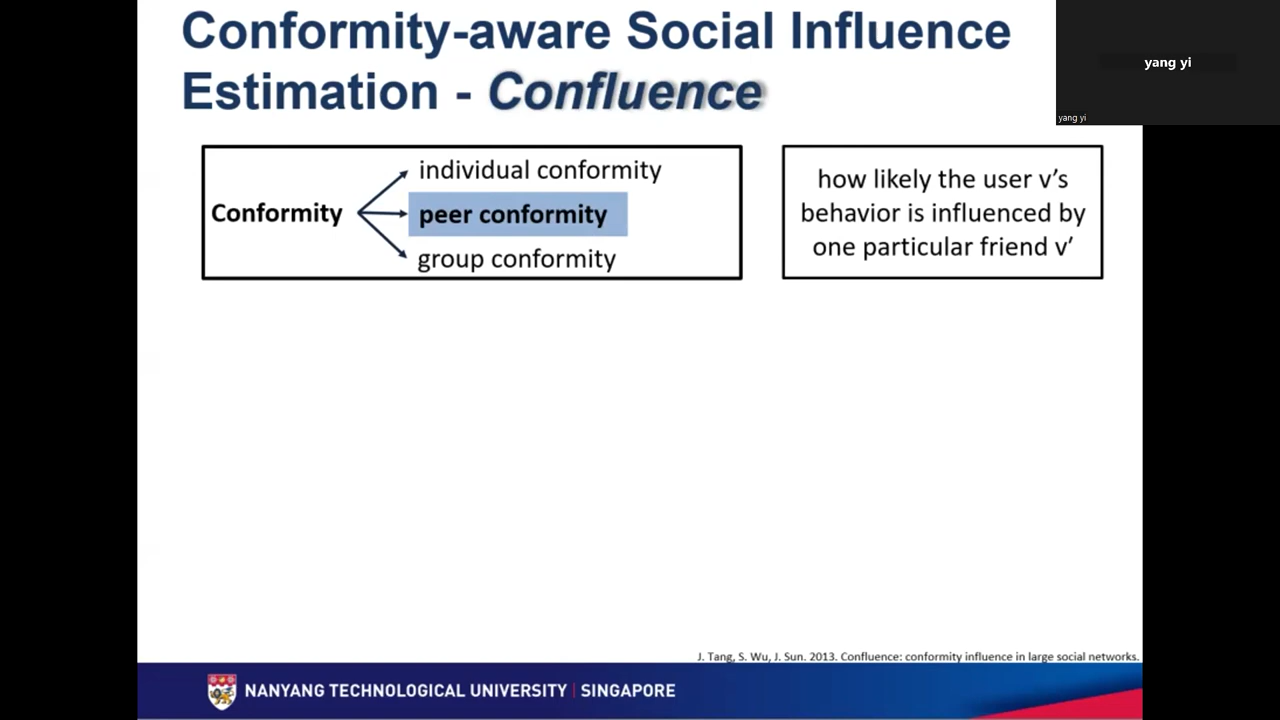 Conformity-aware Social Influence
Estimation - Confluence
yang yi
yang yi
Conformity
individual conformity
peer conformity
group conformity
how likely the user v’s
behavior is influenced by
one particular friend v’
J. Tang, S. Wu, J. Sun. 2013. Confluence: conformity influence in large social networks.
NANYANG TECHNOLOGICAL UNIVERSITY | SINGAPORE